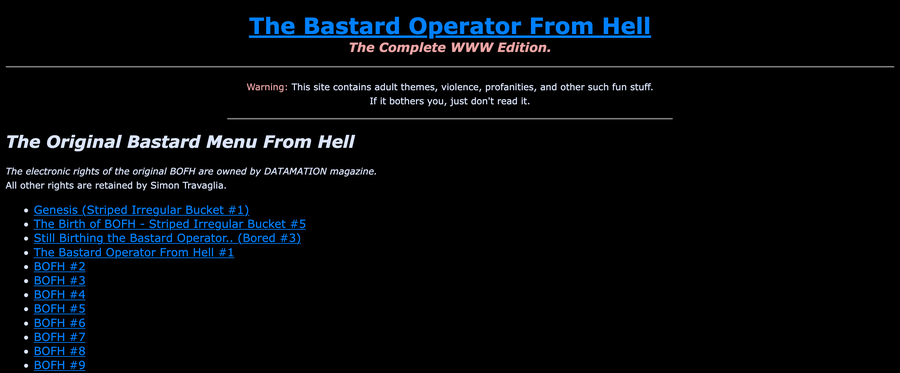 The Bastard Operator From Hell
The Complete WWW Edition.
Warning: This site contains adult themes, violence, profanities, and other such fun stuff.
If it bothers you, just don't read it.
The Original Bastard Menu From Hell
The electronic rights of the original BOFH are owned by DATAMATION magazine.
All other rights are retained by Simon Travaglia.
• Genesis (Striped Irregular Bucket #1)
• The Birth of BOFH - Striped Irregular Bucket #5
• Still Birthing the Bastard Operator.. (Bored #3)
• The Bastard Operator From Hell #1
• BOFH #2
• BOFH #3
• BOFH #4
• BOFH #5
• BOFH #6
• BOFH #7
• BOFH #8
• BOFH #9